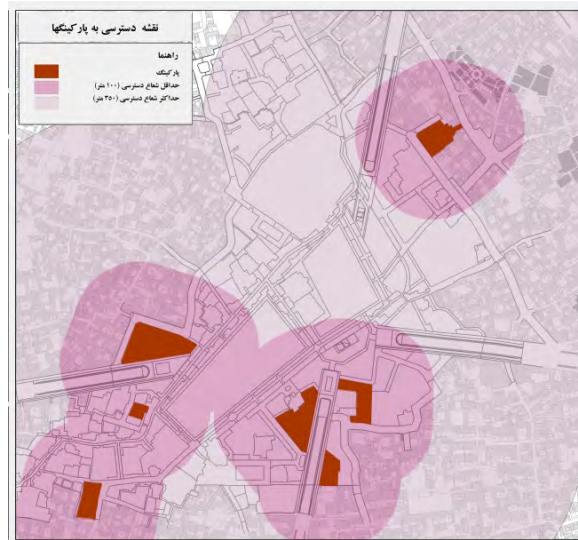 نقشه دسترسی به پارکینگها
راهنما
پارکینگ
حداقل شعاع دسترسی (۱۰۰ متر)
حداکثر شعاع دسترسی (۳۵۰ متر)